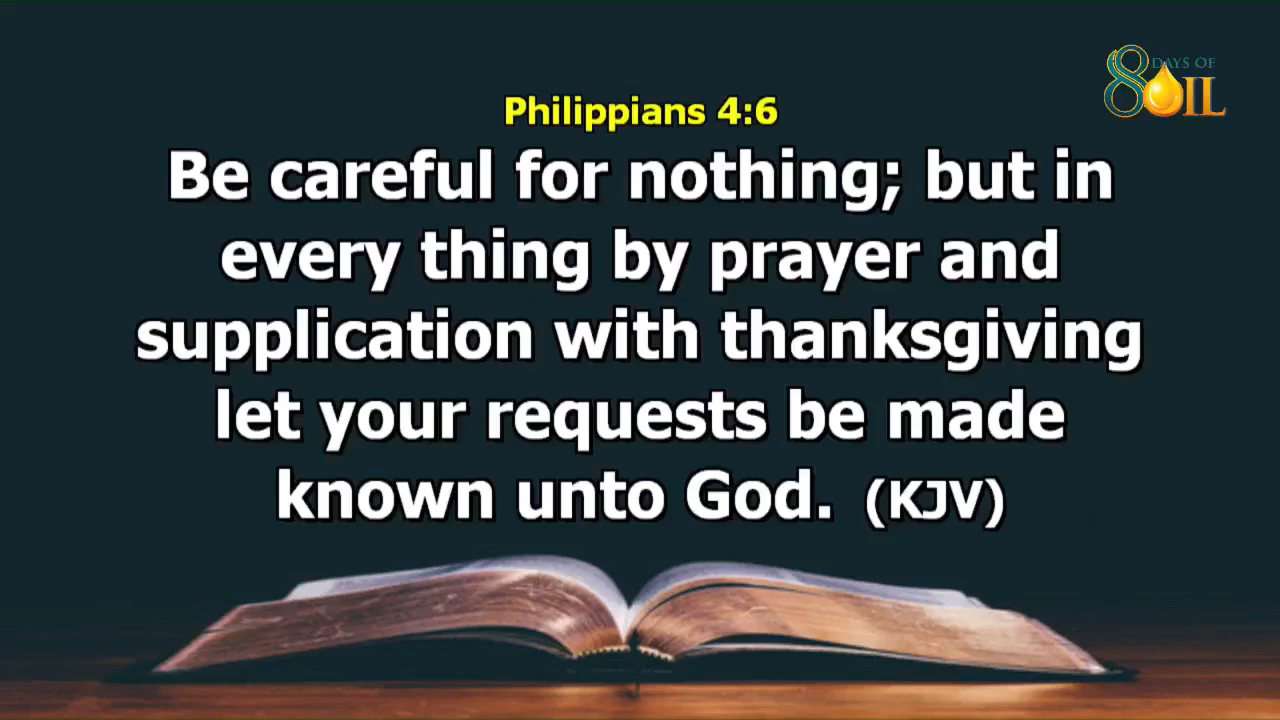 8 DAYS OF
OIL
Philippians 4:6
Be careful for nothing; but in
every thing by prayer and
supplication with thanksgiving
let your requests be made
known unto God. (KJV)